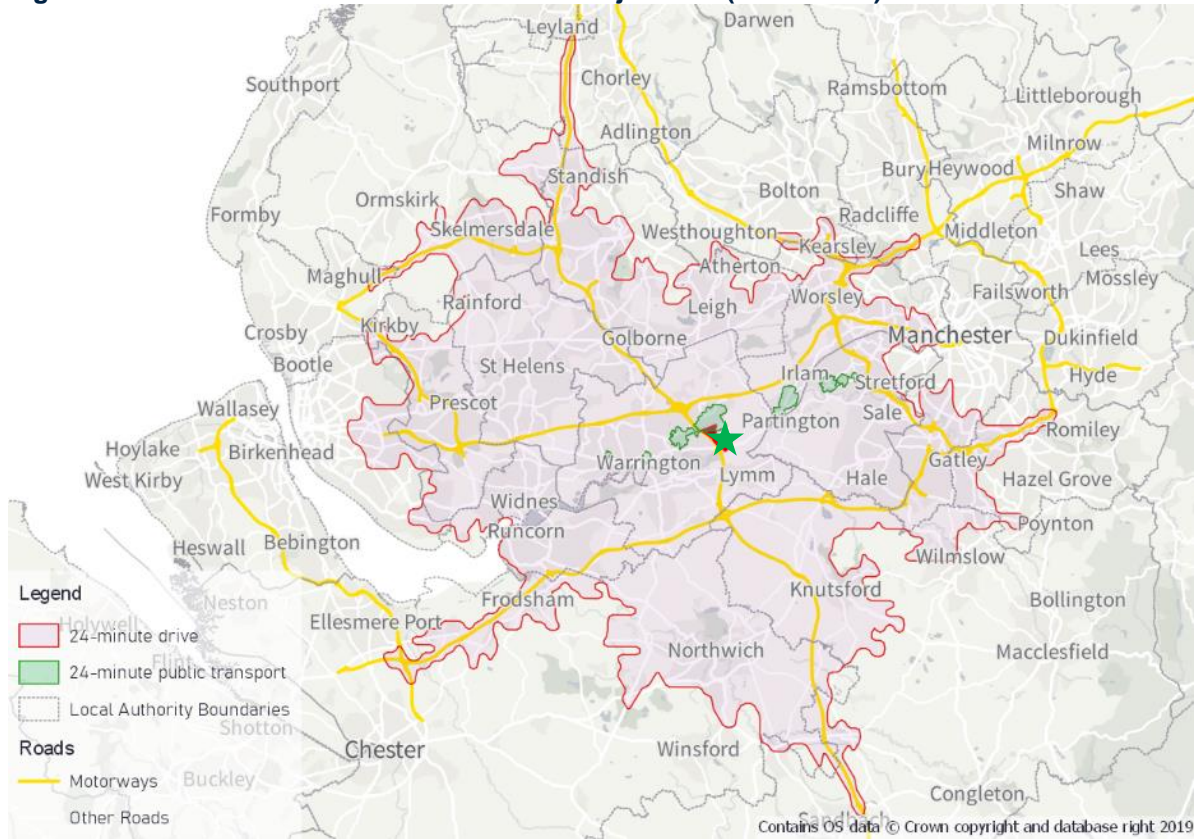 Leyland
Darwen
Southport
Chorley
Ramsbottom
Littleborough
Adlington
Milnrow
Standish
Bolton
Bury
Heywood
Shaw
Ormskirk
Formby
Radcliffe
Skelmersdale
Westhoughton
Kearsley
Middleton
Lees
Maghull
Atherton
Mossley
Rainford
Leigh
Worsley
Failsworth
Crosby
Kirkby
Golborne
Manchester
Dukinfield
Bootle
St Helens
Irlam
Stretford
Hyde
Wallasey
Prescot
Partington
Sale
Romiley
Hoylake
Birkenhead
Warrington
Gatley
West Kirby
Lymm
Hale
Hazel Grove
Widnes
Runcorn
Poynton
Heswall
Bebington
Wilmslow
Legend
Neston
Frodsham
Knutsford
Bollington
Ellesmere Port
Holywell
24-minute drive
Northwich
Macclesfield
Flint
24-minute public transport
Local Authority Boundaries
Shotton
Roads
Chester
Winsford
Motorways
Buckley
Congleton
Other Roads
Sandbach
Contains OS data © Crown copyright and database right 2019